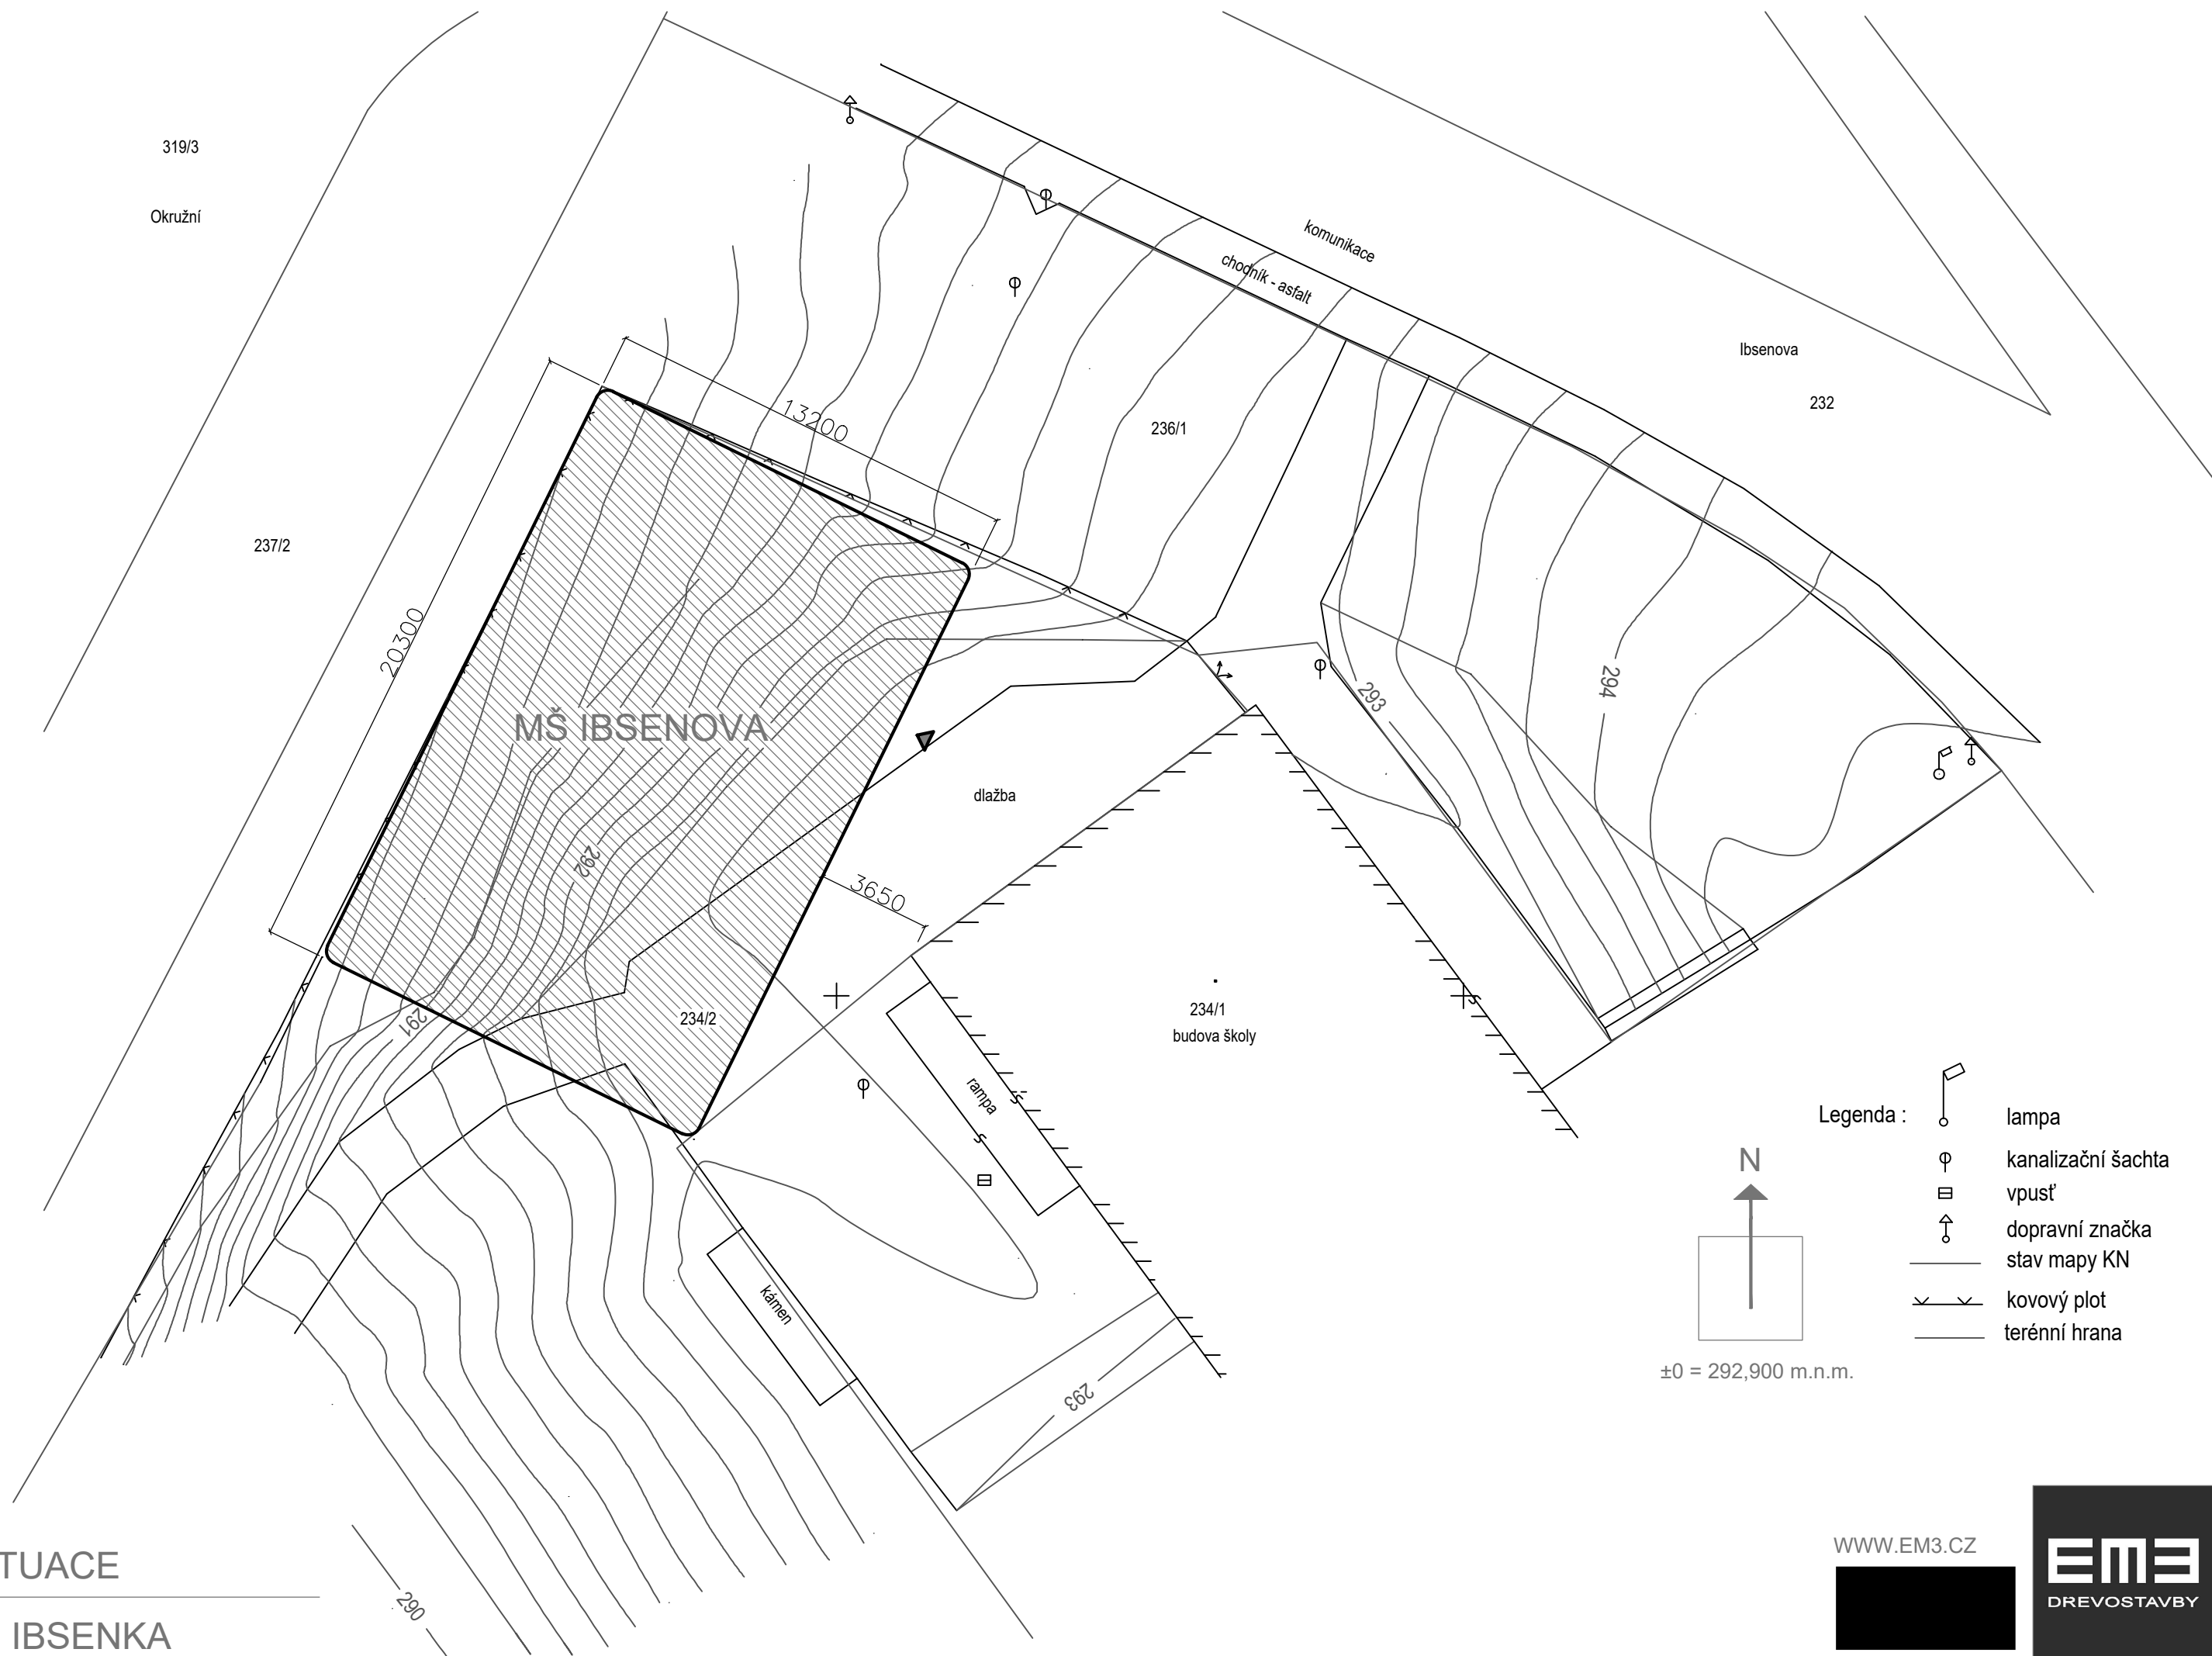 319/3
Okružní
komunikace
chodník - asfalt
Ibsenova
232
13200
236/1
237/2
20300
293
294
MŠ IBSENOVA
dlažba
292
3650
291
234/2
234/1
budova školy
rampa
kámen
293
290
Legenda :
lampa
kanalizační šachta
vpusť
dopravní značka
stav mapy KN
kovový plot
terénní hrana
N
±0 = 292,900 m.n.m.
TUACE
IBSENKA
WWW.EM3.CZ
EM3
DREVOSTAVBY